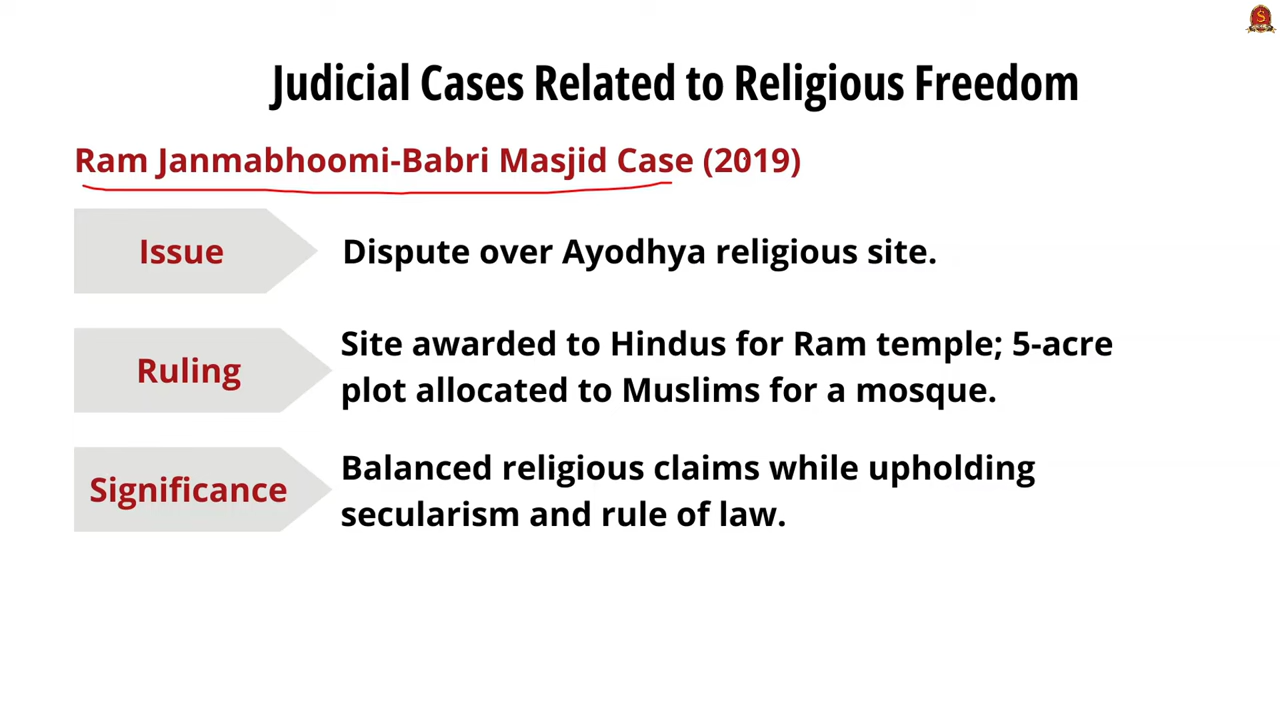 Judicial Cases Related to Religious Freedom
Ram Janmabhoomi-Babri Masjid Case (2019)
Issue
Dispute over Ayodhya religious site.
Ruling
Site awarded to Hindus for Ram temple; 5-acre
plot allocated to Muslims for a mosque.
Significance
Balanced religious claims while upholding
secularism and rule of law.